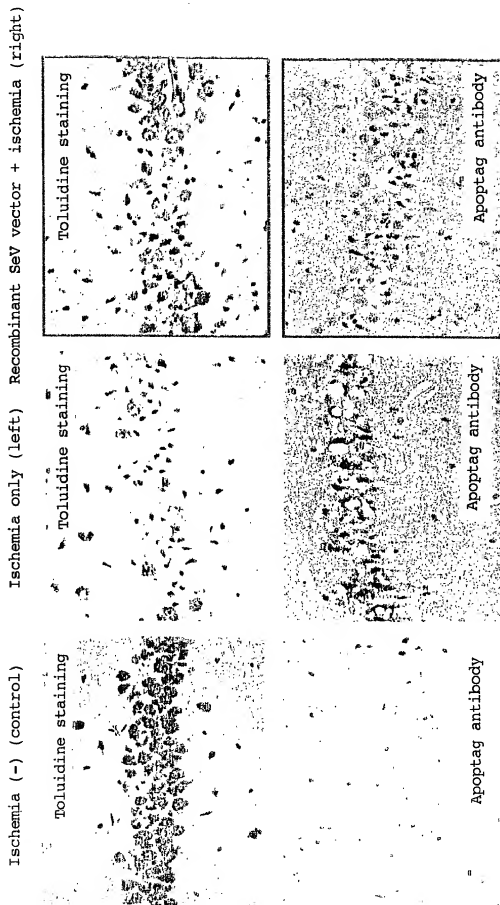 Ischemia (-) (control)
Ischemia only (left)
Recombinant SeV vector + ischemia (right)
Toluidine staining
Toluidine staining
Toluidine staining
Apoptag antibody
Apoptag antibody
Apoptag antibody